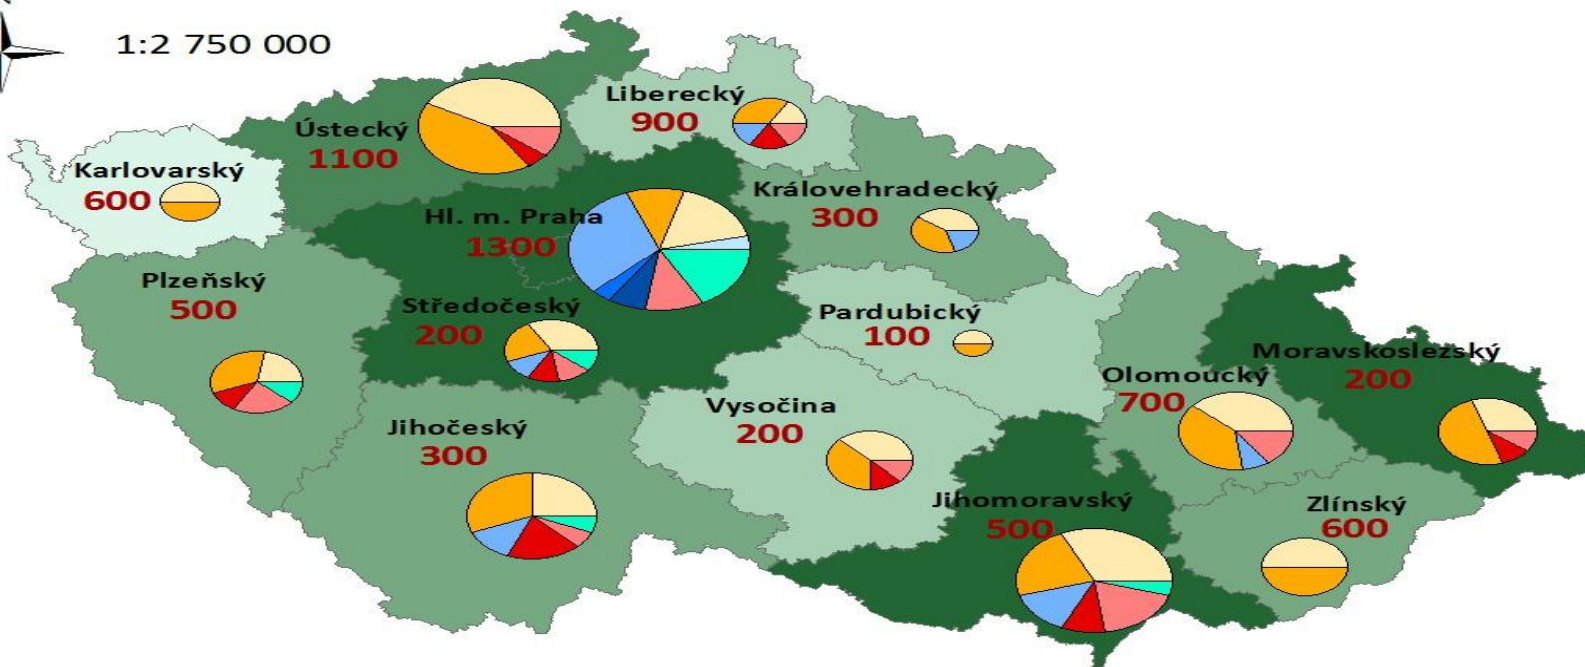 1:2 750 000
Liberecký
900
Ústecký
1100
Karlovarský
600
Královehradecký
300
Hl. m. Praha
1300
Plzeňský
500
Středočeský
200
Pardubický
100
Moravskoslezský
200
Olomoucký
700
Vysočina
200
Jihočeský
300
Jihomoravský
500
Zlínský
600